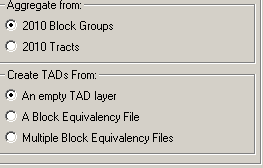 Aggregate from:
2010 Block Groups
2010 Tracts
Create TADs From:
An empty TAD layer
A Block Equivalency File
Multiple Block Equivalency Files